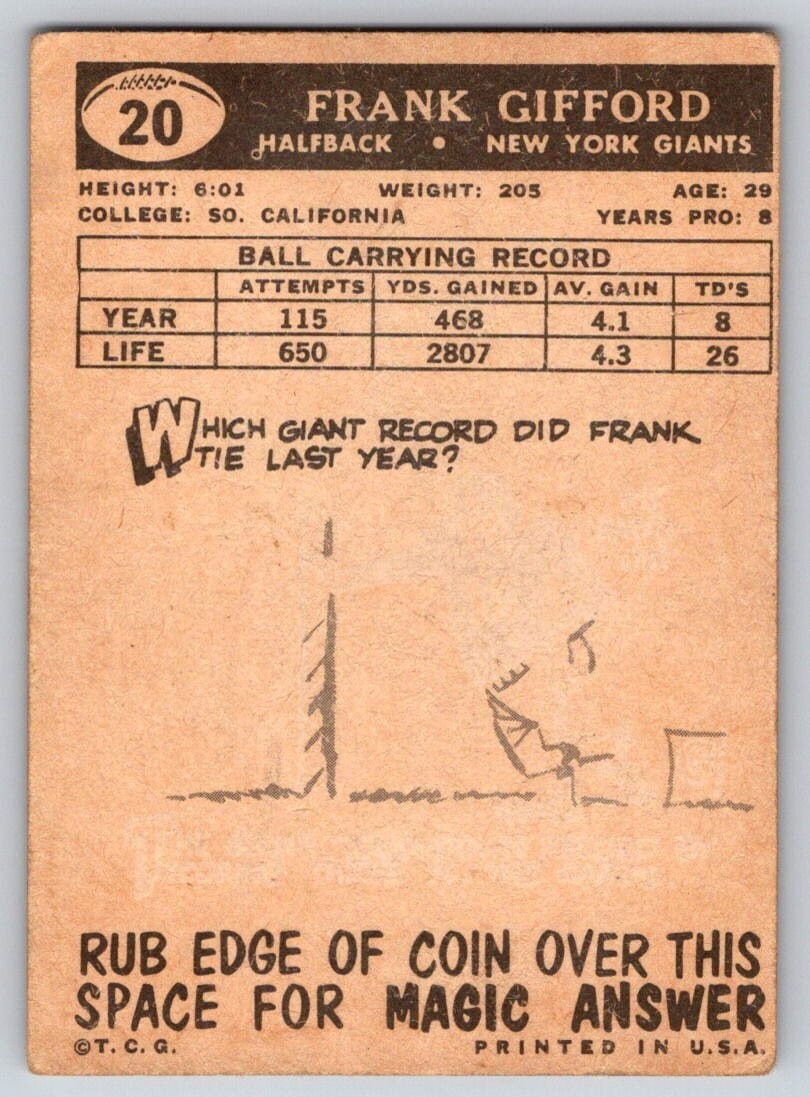 20
FRANK GIFFORD
HALFBACK • NEW YORK GIANTS
HEIGHT: 6:01 WEIGHT: 205 AGE: 29
COLLEGE: SO. CALIFORNIA YEARS PRO: 8
BALL CARRYING RECORD
ATTEMPTS YDS. GAINED AV. GAIN TD'S
YEAR 115 468 4.1 8
LIFE 650 2807 4.3 26
WHICH GIANT RECORD DID FRANK
TIE LAST YEAR?
RUB EDGE OF COIN OVER THIS
SPACE FOR MAGIC ANSWER
©T.C.G. PRINTED IN U.S.A.